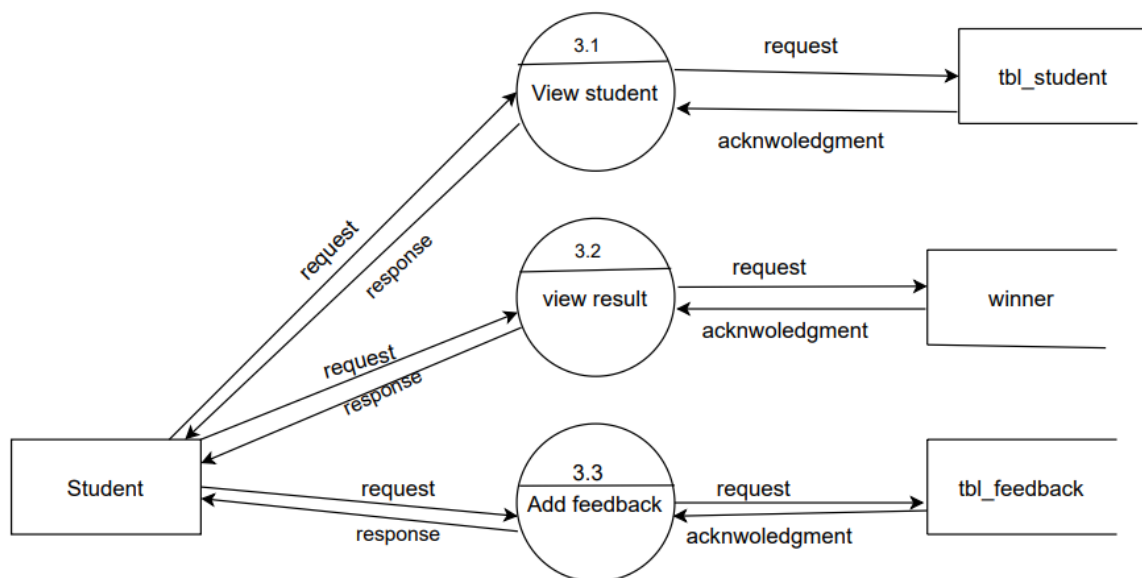 3.1
View student
request
acknwoledgment
tbl_student
request
response
3.2
view result
request
acknwoledgment
winner
request
response
Student
3.3
Add feedback
request
response
request
acknwoledgment
tbl_feedback